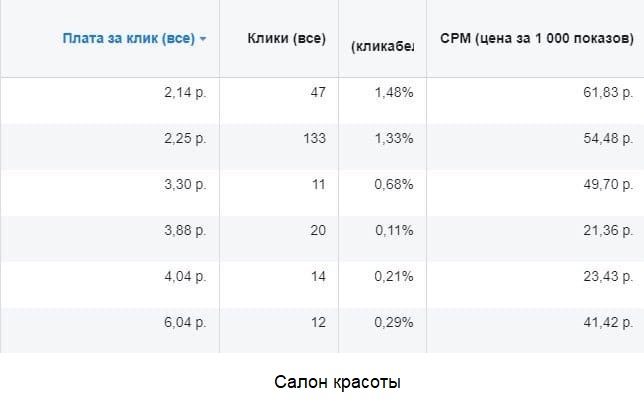 Плата за клик (все) Клики (все) (кликабел CPM (цена за 1 000 показов)
2,14 р. 47 1,48% 61,83 р.
2,25 р. 133 1,33% 54,48 р.
3,30 р. 11 0,68% 49,70 р.
3,88 р. 20 0,11% 21,36 р.
4,04 р. 14 0,21% 23,43 р.
6,04 р. 12 0,29% 41,42 р.
Салон красоты